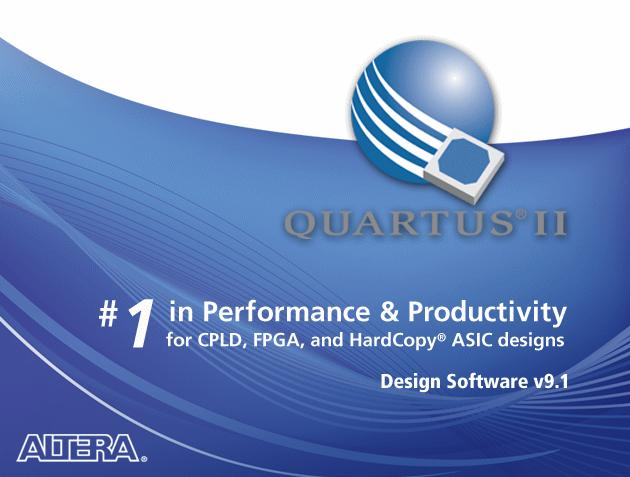 QUARTUS® II
#1 in Performance & Productivity
for CPLD, FPGA, and HardCopy® ASIC designs
Design Software v9.1
ALTERA®